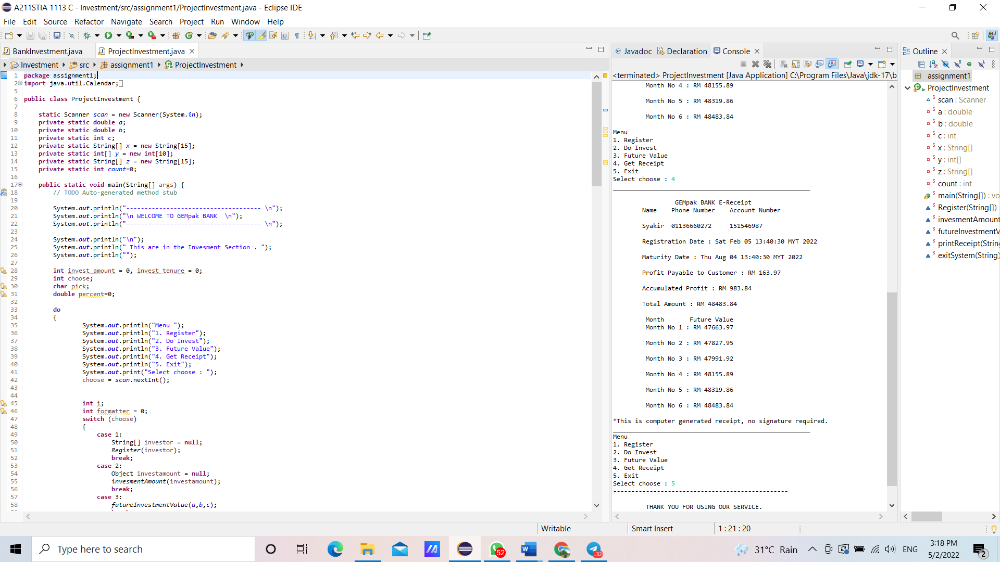 A211STIA 1113 C - Investment/src/assignment1/ProjectInvestment.java - Eclipse IDE
File Edit Source Refactor Navigate Search Project Run Window Help
BankInvestment.java
ProjectInvestment.java
Investment src assignment1 ProjectInvestment
1 package assignment1;
2 import java.util.Calendar;
5
6 public class ProjectInvestment {
7
8 static Scanner scan = new Scanner(System.in);
9 private static double a;
10 private static double b;
11 private static int c;
12 private static String[] x = new String[15];
13 private static int[] y = new int[10];
14 private static String[] z = new String[15];
15 private static int count=0;
16
17 public static void main(String[] args) {
18 // TODO Auto-generated method stub
19
20 System.out.println("------------------------------------- \n");
21 System.out.println("\n WELCOME TO GEMpak BANK  \n");
22 System.out.println("------------------------------------- \n");
23
24 System.out.println("\n");
25 System.out.println(" This are in the Invesment Section . ");
26 System.out.println("");
27
28 int invest_amount = 0, invest_tenure = 0;
29 int choose;
30 char pick;
31 double percent=0;
32
33 do
34 {
35 System.out.println("Menu ");
36 System.out.println("1. Register");
37 System.out.println("2. Do Invest");
38 System.out.println("3. Future Value");
39 System.out.println("4. Get Receipt");
40 System.out.println("5. Exit");
41 System.out.print("Select choose : ");
42 choose = scan.nextInt();
43
44
45 int i;
46 int formatter = 0;
47 switch (choose)
48 {
49 case 1:
50 String[] investor = null;
51 Register(investor);
52 break;
53 case 2:
54 Object investamount = null;
55 invesmentAmount(investamount);
56 break;
57 case 3:
58 futureInvestmentValue(a,b,c);
Javadoc Declaration Console
<terminated> ProjectInvestment [Java Application] C:\Program Files\Java\jdk-17\b
Month No 4 : RM 48155.89
Month No 5 : RM 48319.86
Month No 6 : RM 48483.84
Menu
1. Register
2. Do Invest
3. Future Value
4. Get Receipt
5. Exit
Select choose : 4
GEMpak BANK E-Receipt
Name Phone Number Account Number
Syakir 01136660272 151546987
Registration Date : Sat Feb 05 13:40:30 MYT 2022
Maturity Date : Thu Aug 04 13:40:30 MYT 2022
Profit Payable to Customer : RM 163.97
Accumulated Profit : RM 983.84
Total Amount : RM 48483.84
Month Future Value
Month No 1 : RM 47663.97
Month No 2 : RM 47827.95
Month No 3 : RM 47991.92
Month No 4 : RM 48155.89
Month No 5 : RM 48319.86
Month No 6 : RM 48483.84
*This is computer generated receipt, no signature required.
Menu
1. Register
2. Do Invest
3. Future Value
4. Get Receipt
5. Exit
Select choose : 5
------------------------------------------------
THANK YOU FOR USING OUR SERVICE.
Outline
assignment1
ProjectInvestment
scan : Scanner
a : double
b : double
c : int
x : String[]
y : int[]
z : String[]
count : int
main(String[]) : vo
Register(String[])
invesmentAmount
futureInvestmentV
printReceipt(String
exitSystem(String)
Writable Smart Insert 1 : 21 : 20
Type here to search
52
32
31°C Rain
ENG
3:18 PM
5/2/2022
2